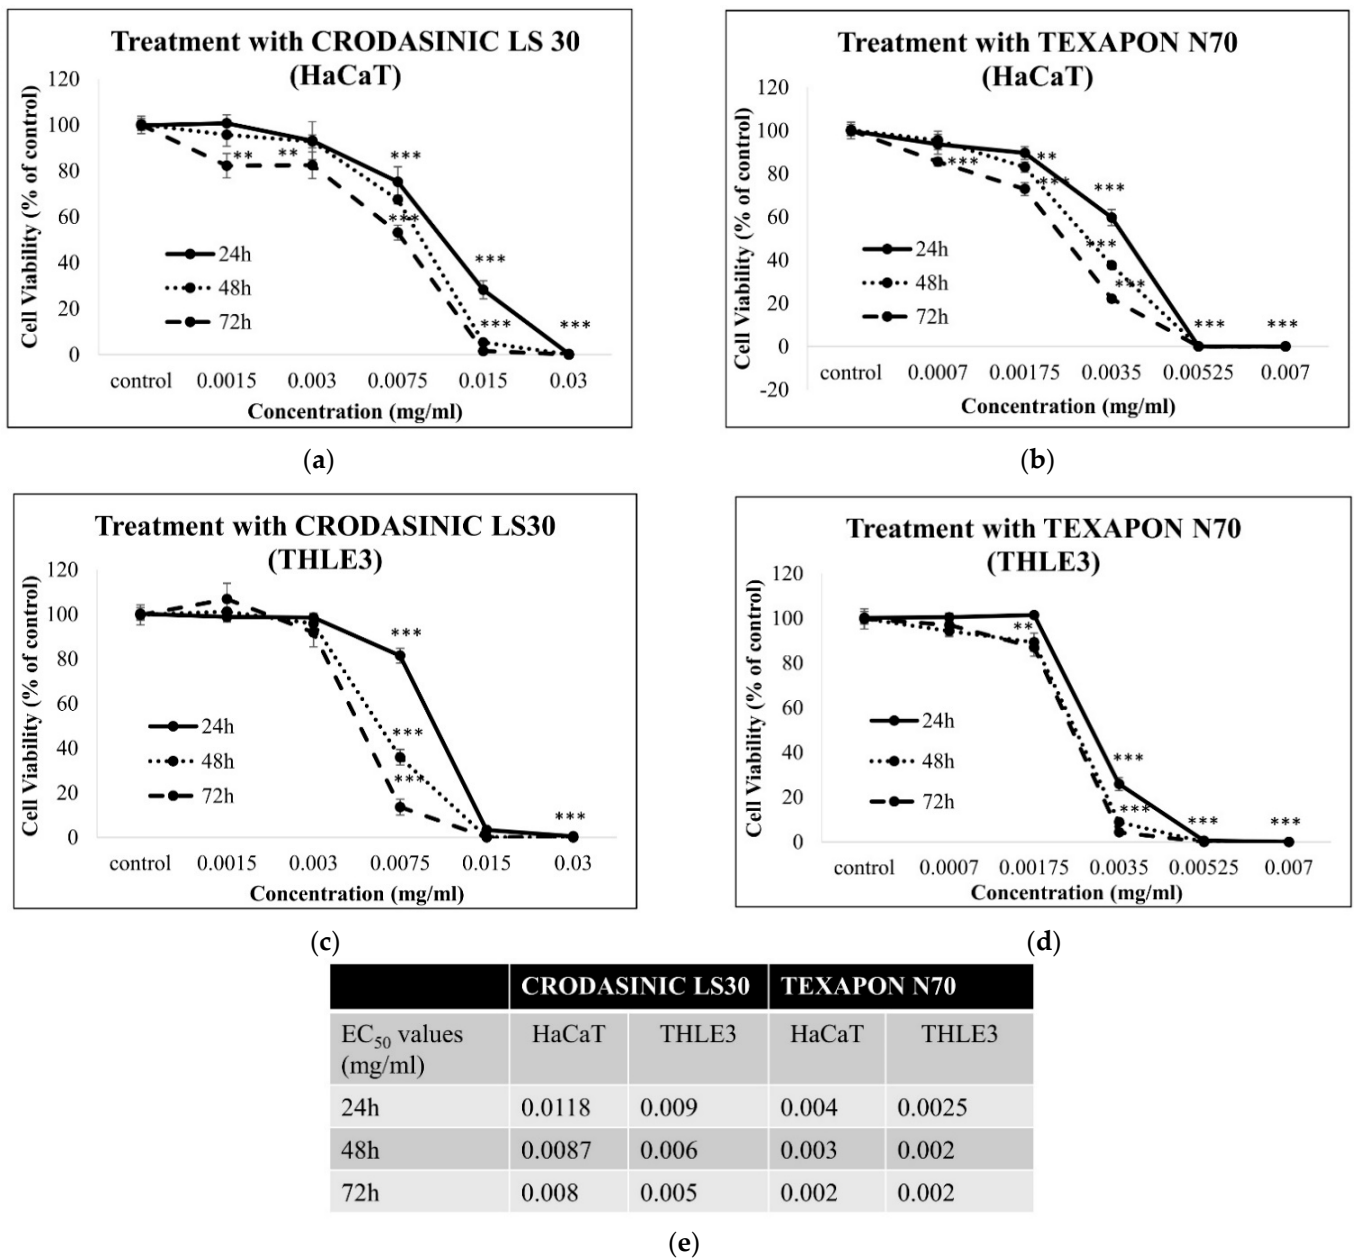 Treatment with CRODASINIC LS 30
(HaCaT)
Cell Viability (% of control)
120
100
80
60
40
20
0
** ** *** *** *** *** ***
24h
48h
72h
control 0.0015 0.003 0.0075 0.015 0.03
Concentration (mg/ml)
(a)
Treatment with TEXAPON N70
(HaCaT)
Cell Viability (% of control)
120
100
80
60
40
20
0
-20
*** ** *** *** *** *** *** ***
24h
48h
72h
control 0.0007 0.00175 0.0035 0.00525 0.007
Concentration (mg/ml)
(b)
Treatment with CRODASINIC LS30
(THLE3)
Cell Viability (% of control)
120
100
80
60
40
20
0
*** *** *** ***
24h
48h
72h
control 0.0015 0.003 0.0075 0.015 0.03
Concentration (mg/ml)
(c)
Treatment with TEXAPON N70
(THLE3)
Cell Viability (% of control)
120
100
80
60
40
20
0
** *** *** *** ***
24h
48h
72h
control 0.0007 0.00175 0.0035 0.00525 0.007
Concentration (mg/ml)
(d)
CRODASINIC LS30 TEXAPON N70
EC50 values HaCaT THLE3 HaCaT THLE3
(mg/ml)
24h 0.0118 0.009 0.004 0.0025
48h 0.0087 0.006 0.003 0.002
72h 0.008 0.005 0.002 0.002
(e)